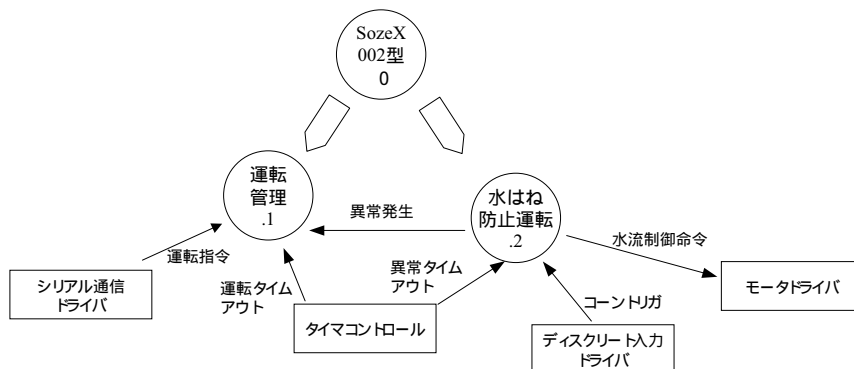 SozeX
002型
0
運転
管理
.1
水はね
防止運転
.2
異常発生
運転指令
水流制御命令
運転タイム
アウト
異常タイム
アウト
コーントリガ
シリアル通信
ドライバ
タイマコントロール
ディスクリート入力
ドライバ
モータドライバ